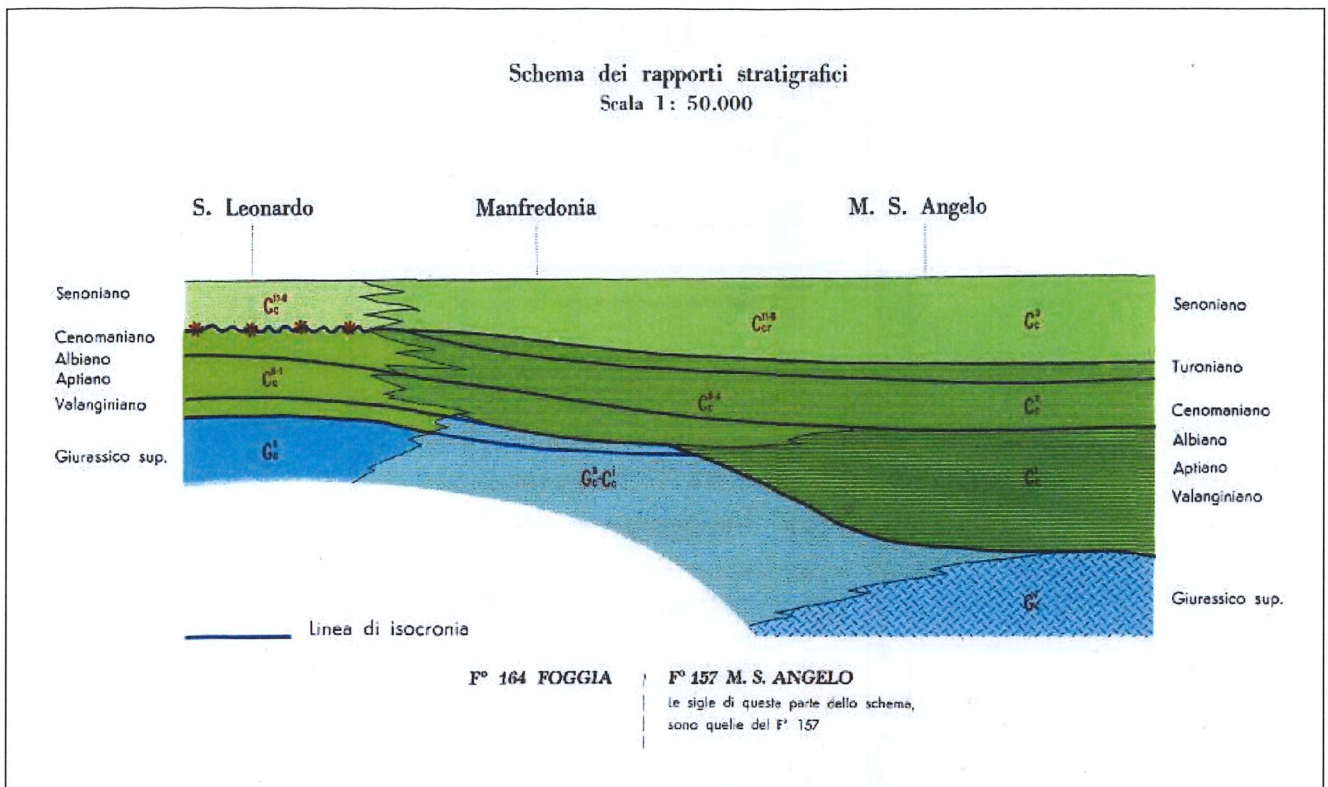 Schema dei rapporti stratigrafici
Scala 1: 50.000
S. Leonardo
Manfredonia
M. S. Angelo
Senoniano
Cenomaniano
Albiano
Aptiano
Valanginiano
Giurassico sup.
Senoniano
Turoniano
Cenomaniano
Albiano
Aptiano
Valanginiano
Giurassico sup.
Linea di isocronia
F° 164 FOGGIA
F° 157 M. S. ANGELO
Le sigle di questa parte dello schema,
sono quelle del F° 157